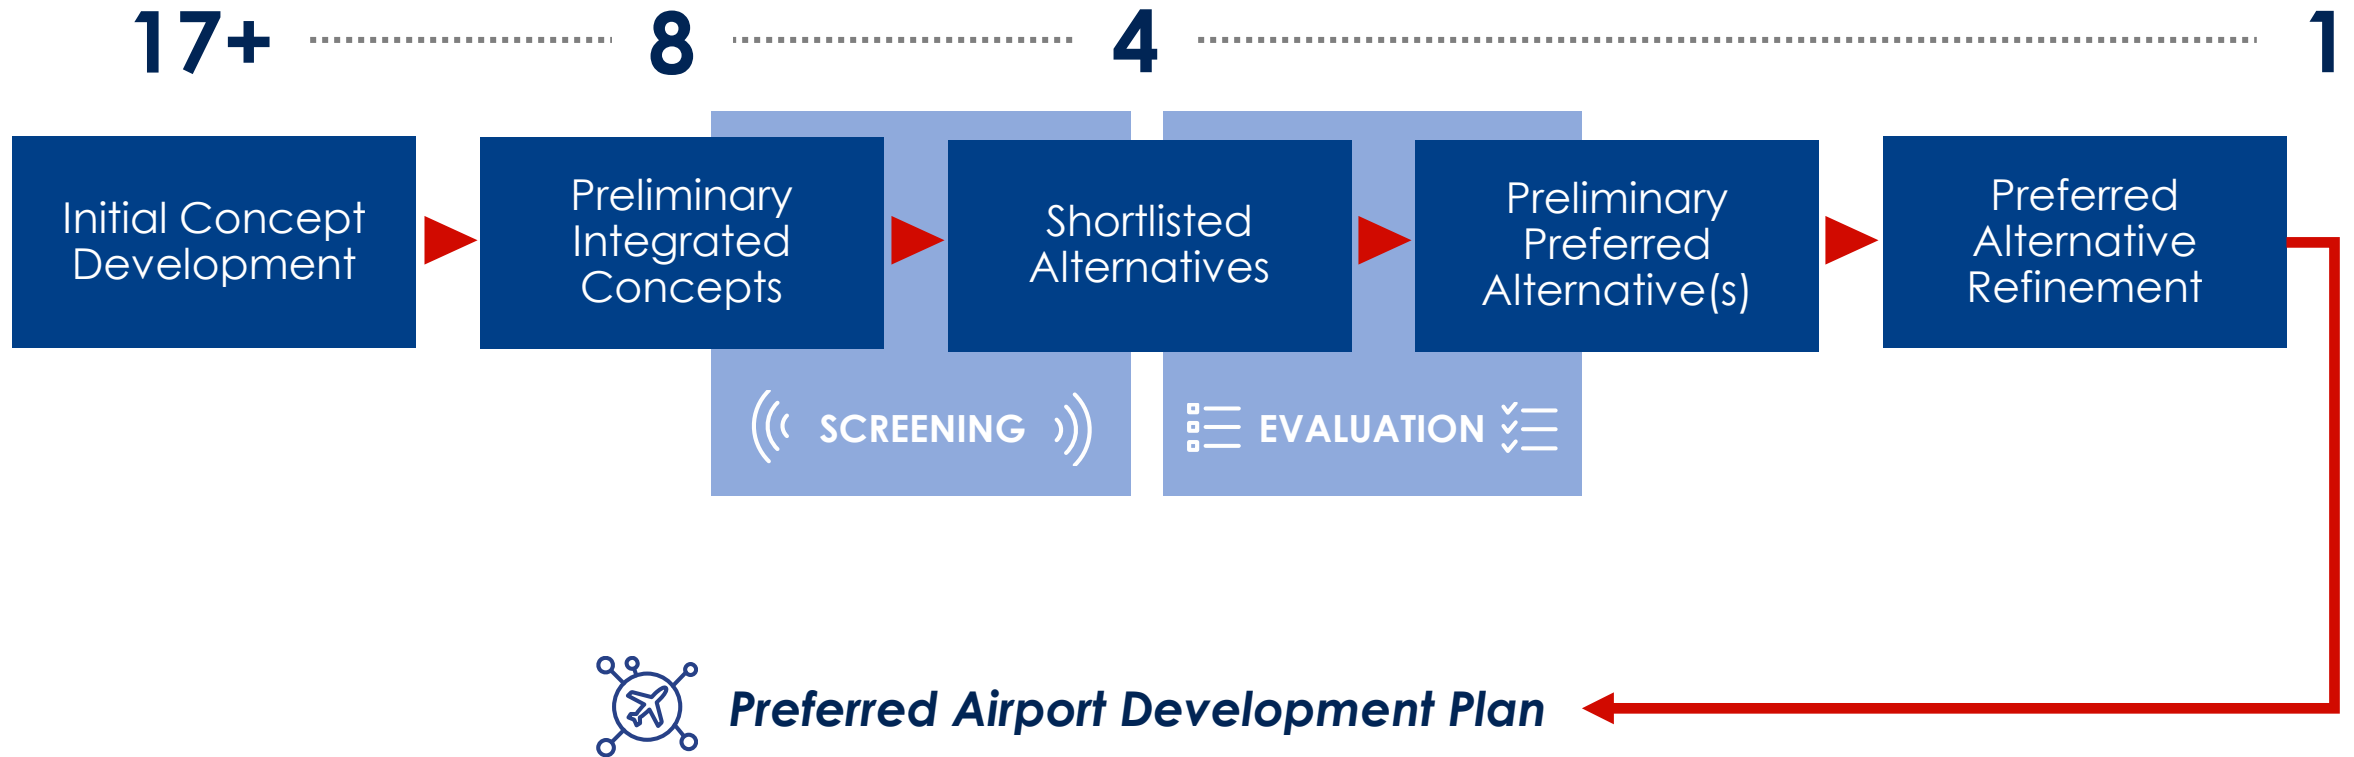 17+ 8 4 1
Initial Concept
Development
Preliminary
Integrated
Concepts
Shortlisted
Alternatives
Preliminary
Preferred
Alternative(s)
Preferred
Alternative
Refinement
SCREENING
EVALUATION
Preferred Airport Development Plan